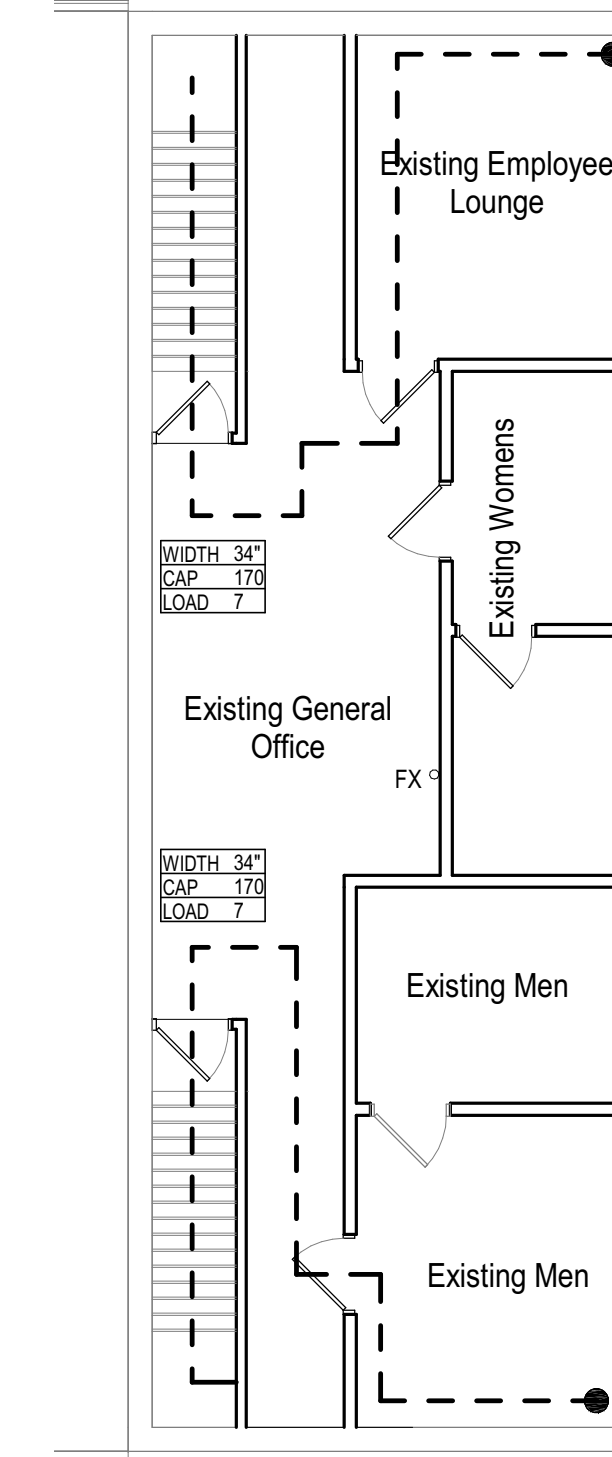 Existing Employee
Lounge
Existing Womens
WIDTH 34"
CAP 170
LOAD 7
Existing General
Office
FX
WIDTH 34"
CAP 170
LOAD 7
Existing Men
Existing Men